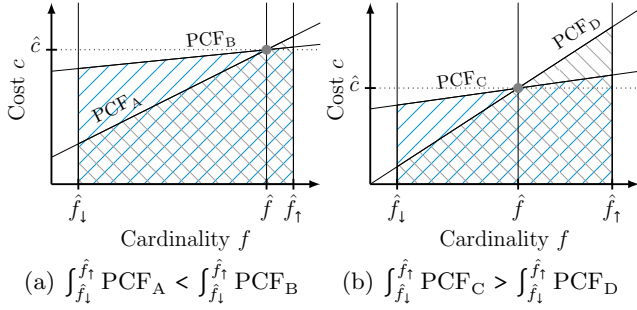 Cost c
ĉ
PCF_A
PCF_B
f̂↓
f̂
f̂↑
Cardinality f
(a) ∫_{f̂↓}^{f̂↑} PCF_A < ∫_{f̂↓}^{f̂↑} PCF_B
Cost c
ĉ
PCF_C
PCF_D
f̂↓
f̂
f̂↑
Cardinality f
(b) ∫_{f̂↓}^{f̂↑} PCF_C > ∫_{f̂↓}^{f̂↑} PCF_D